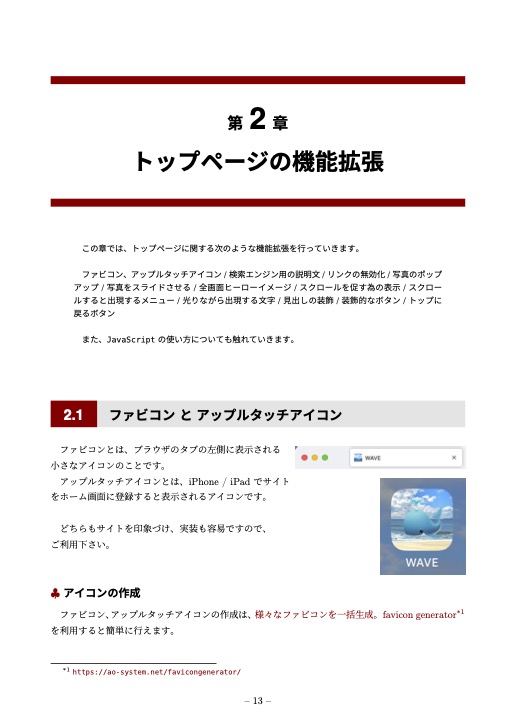 第 2 章
トップページの機能拡張
この章では、トップページに関する次のような機能拡張を行っていきます。
ファビコン、アップルタッチアイコン / 検索エンジン用の説明文 / リンクの無効化 / 写真のポップ
アップ / 写真をスライドさせる / 全画面ヒーローイメージ / スクロールを促す為の表示 / スクロー
ルすると出現するメニュー / 光りながら出現する文字 / 見出しの装飾 / 装飾的なボタン / トップに
戻るボタン
また、JavaScript の使い方についても触れていきます。
2.1 ファビコン と アップルタッチアイコン
ファビコンとは、ブラウザのタブの左側に表示される
小さなアイコンのことです。
アップルタッチアイコンとは、iPhone / iPad でサイト
をホーム画面に登録すると表示されるアイコンです。
どちらもサイトを印象づけ、実装も容易ですので、
ご利用下さい。
WAVE ×
WAVE
♣ アイコンの作成
ファビコン、アップルタッチアイコンの作成は、様々なファビコンを一括生成。favicon generator*1
を利用すると簡単に行えます。
*1 https://ao-system.net/favicongenerator/
– 13 –